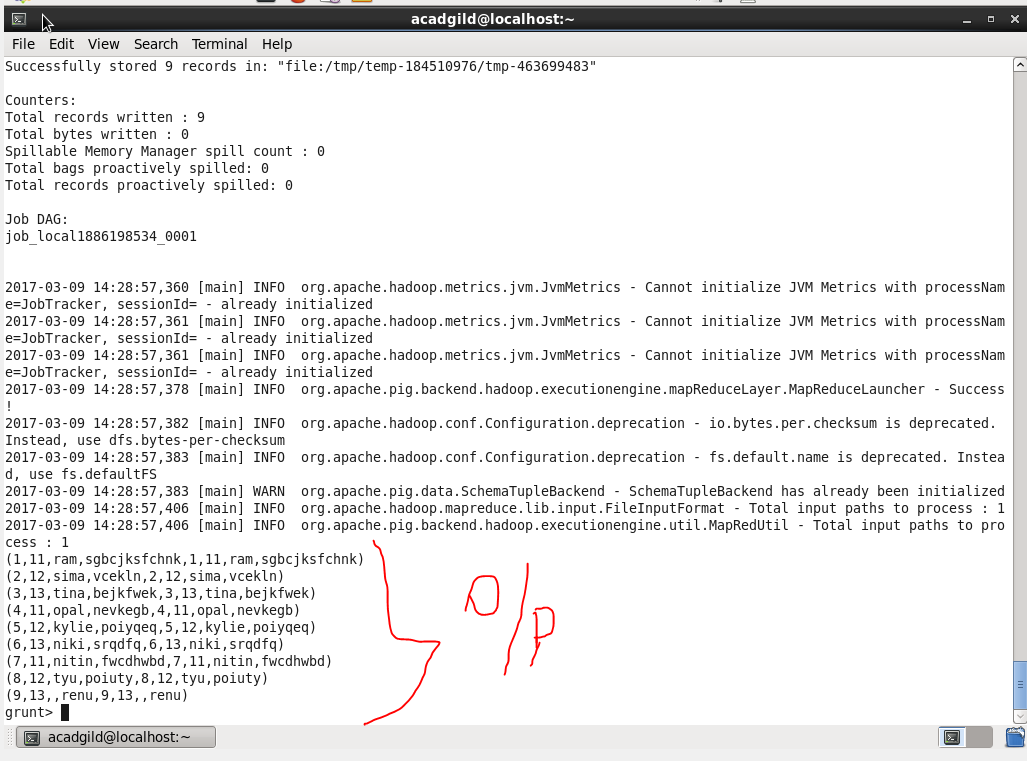 acadgild@localhost:~
File Edit View Search Terminal Help
Successfully stored 9 records in: "file:/tmp/temp-184510976/tmp-463699483"
Counters:
Total records written : 9
Total bytes written : 0
Spillable Memory Manager spill count : 0
Total bags proactively spilled: 0
Total records proactively spilled: 0
Job DAG:
job_local1886198534_0001
2017-03-09 14:28:57,360 [main] INFO  org.apache.hadoop.metrics.jvm.JvmMetrics - Cannot initialize JVM Metrics with processNam
e=JobTracker, sessionId= - already initialized
2017-03-09 14:28:57,361 [main] INFO  org.apache.hadoop.metrics.jvm.JvmMetrics - Cannot initialize JVM Metrics with processNam
e=JobTracker, sessionId= - already initialized
2017-03-09 14:28:57,361 [main] INFO  org.apache.hadoop.metrics.jvm.JvmMetrics - Cannot initialize JVM Metrics with processNam
e=JobTracker, sessionId= - already initialized
2017-03-09 14:28:57,378 [main] INFO  org.apache.pig.backend.hadoop.executionengine.mapReduceLayer.MapReduceLauncher - Success
!
2017-03-09 14:28:57,382 [main] INFO  org.apache.hadoop.conf.Configuration.deprecation - io.bytes.per.checksum is deprecated.
Instead, use dfs.bytes-per-checksum
2017-03-09 14:28:57,383 [main] INFO  org.apache.hadoop.conf.Configuration.deprecation - fs.default.name is deprecated. Instea
d, use fs.defaultFS
2017-03-09 14:28:57,383 [main] WARN  org.apache.pig.data.SchemaTupleBackend - SchemaTupleBackend has already been initialized
2017-03-09 14:28:57,406 [main] INFO  org.apache.hadoop.mapreduce.lib.input.FileInputFormat - Total input paths to process : 1
2017-03-09 14:28:57,406 [main] INFO  org.apache.pig.backend.hadoop.executionengine.util.MapRedUtil - Total input paths to pro
cess : 1
(1,11,ram,sgbcjksfchnk,1,11,ram,sgbcjksfchnk)
(2,12,sima,vcekln,2,12,sima,vcekln)
(3,13,tina,bejkfwek,3,13,tina,bejkfwek)
(4,11,opal,nevkegb,4,11,opal,nevkegb)
(5,12,kylie,poiyqeq,5,12,kylie,poiyqeq)
(6,13,niki,srqdfq,6,13,niki,srqdfq)
(7,11,nitin,fwcdhwbd,7,11,nitin,fwcdhwbd)
(8,12,tyu,poiuty,8,12,tyu,poiuty)
(9,13,,renu,9,13,,renu)
grunt>
O/P
acadgild@localhost:~